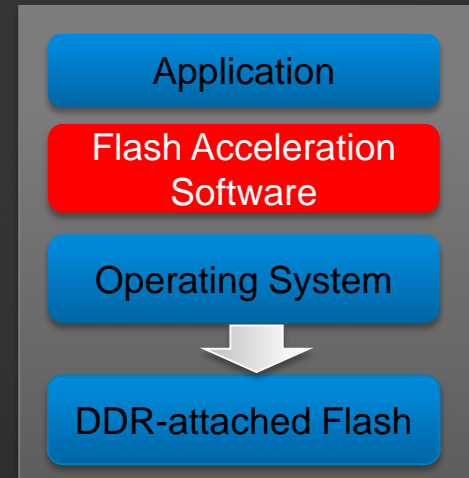 Application
Flash Acceleration
Software
Operating System
DDR-attached Flash